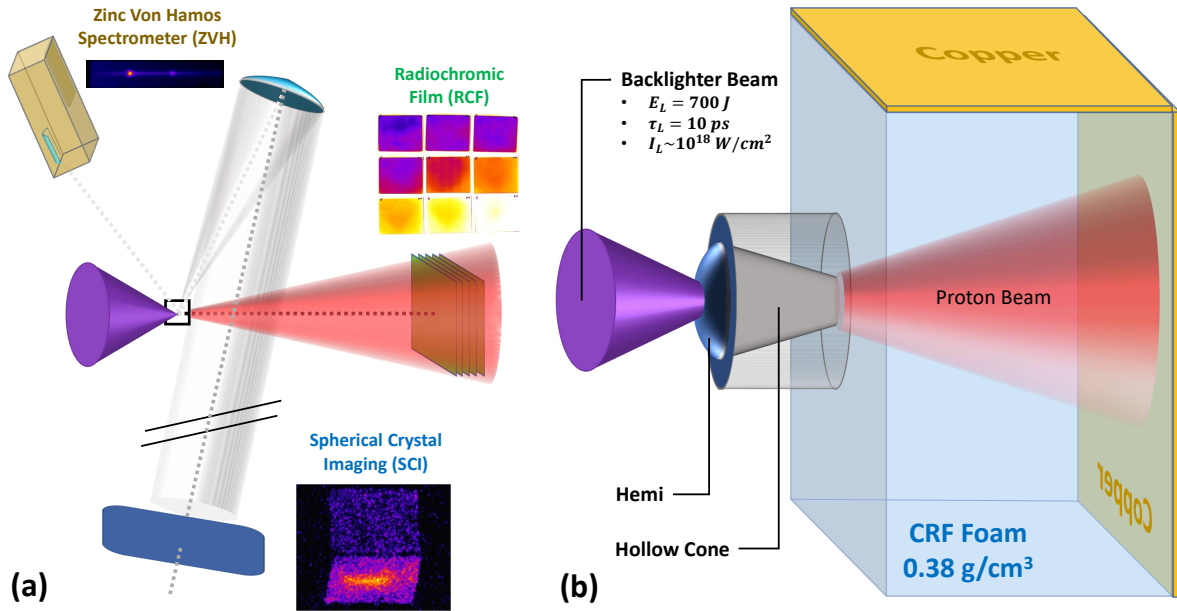 Zinc Von Hamos
Spectrometer (ZVH)
Radiochromic
Film (RCF)
Spherical Crystal
Imaging (SCI)
(a)
Copper
Backlighter Beam
• E_L = 700 J
• τ_L = 10 ps
• I_L~10^18 W/cm^2
Proton Beam
Hemi
Hollow Cone
Copper
CRF Foam
0.38 g/cm³
(b)